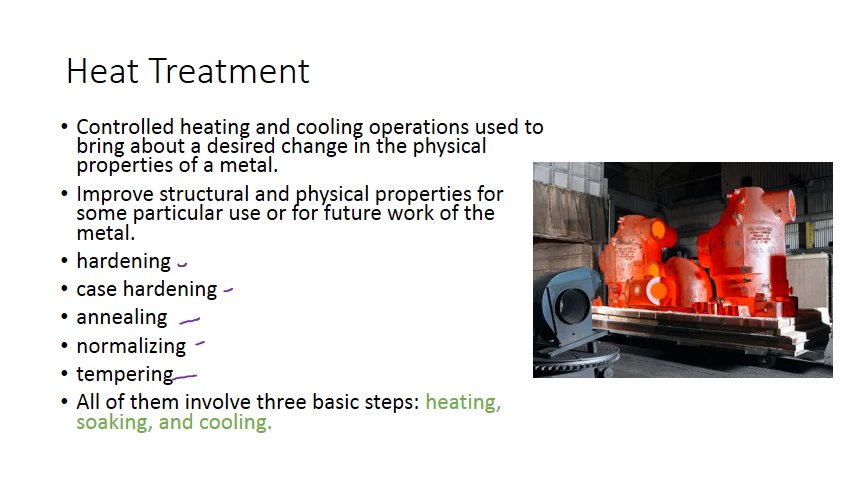 Heat Treatment
• Controlled heating and cooling operations used to
bring about a desired change in the physical
properties of a metal.
• Improve structural and physical properties for
some particular use or for future work of the
metal.
• hardening
• case hardening
• annealing
• normalizing
• tempering
• All of them involve three basic steps: heating,
soaking, and cooling.